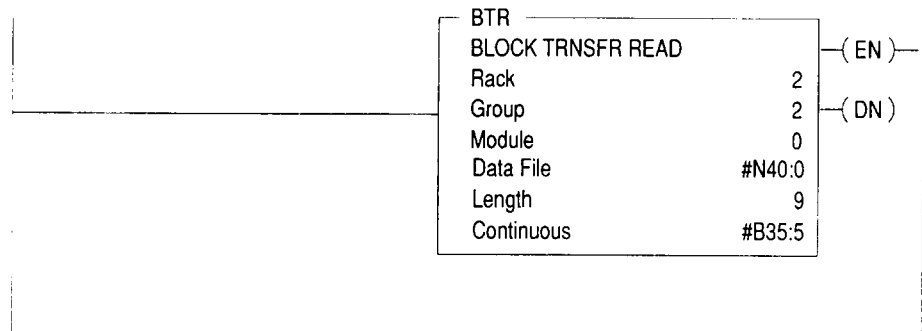 BTR
BLOCK TRNSFR READ
(EN)
Rack 2
Group 2
(DN)
Module 0
Data File #N40:0
Length 9
Continuous #B35:5